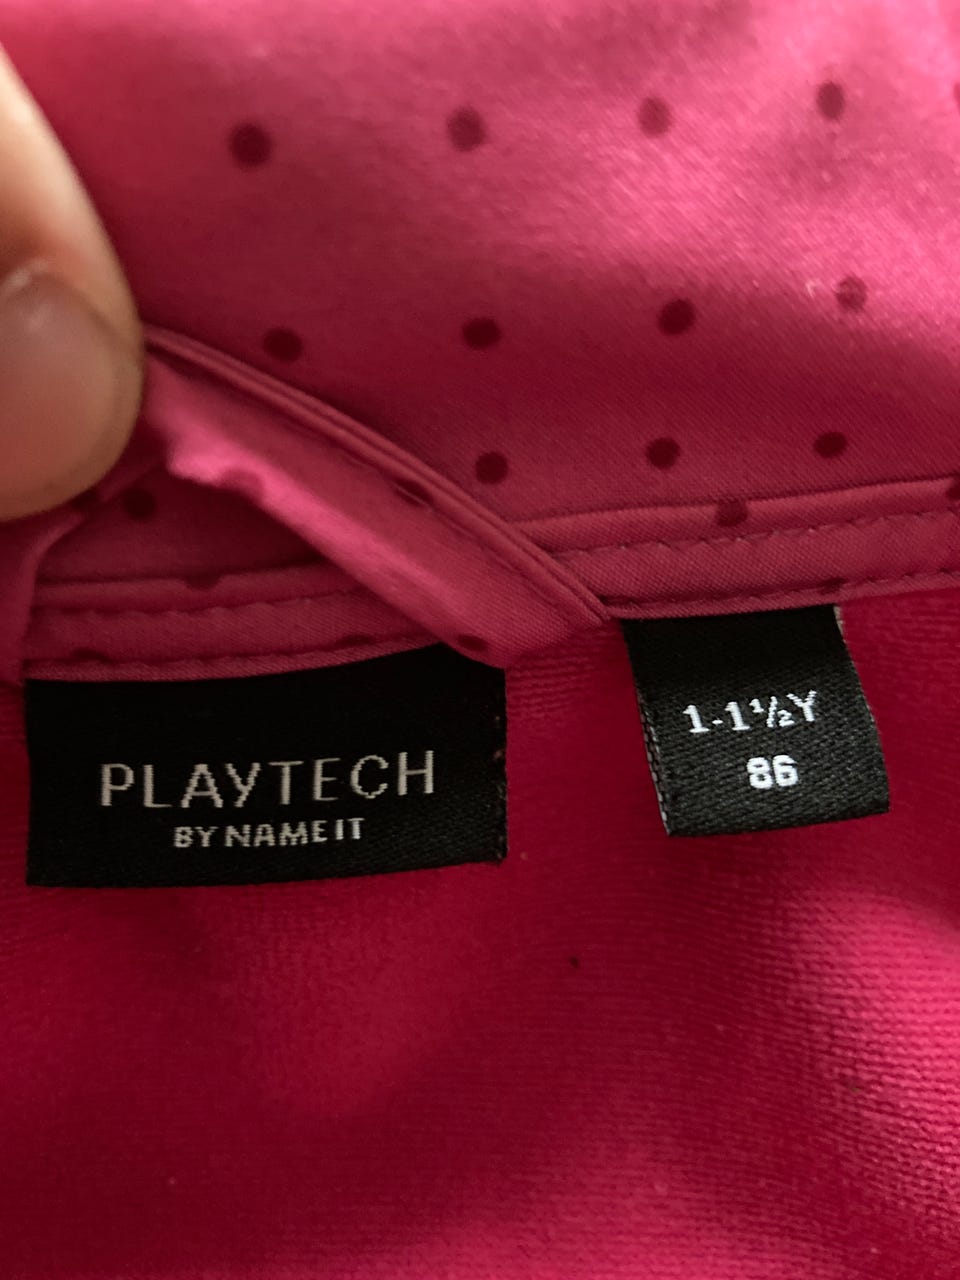 PLAYTECH
BY NAME IT
1-1½Y
86